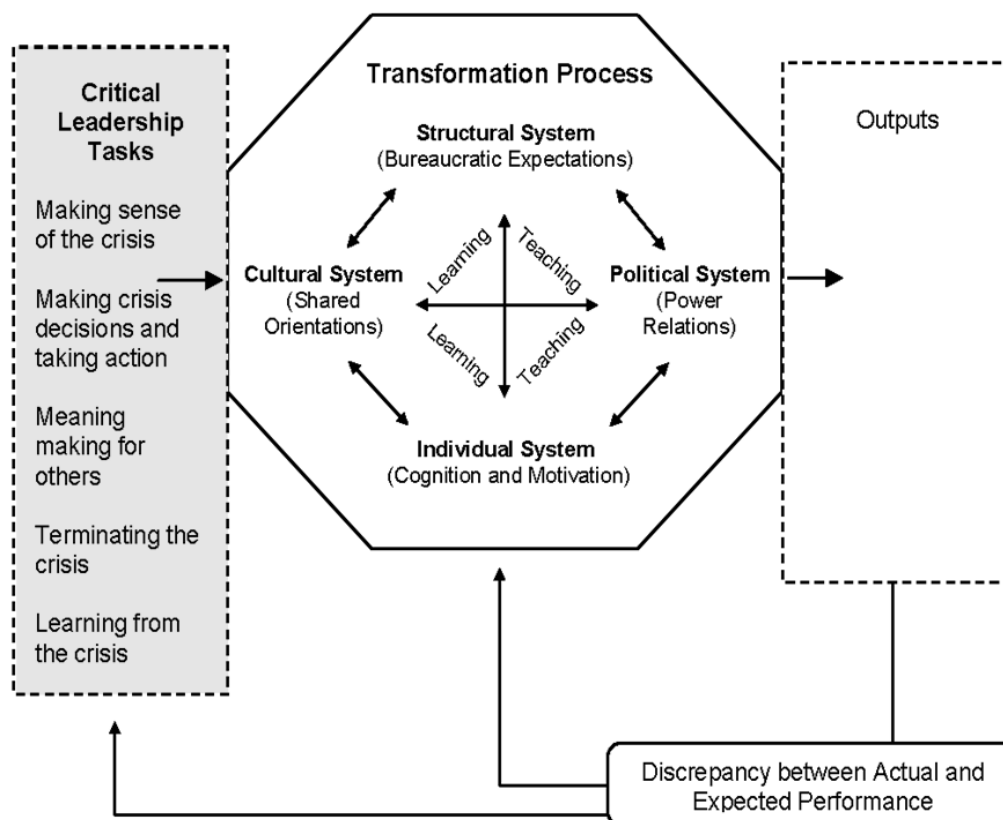 Critical
Leadership
Tasks
Making sense
of the crisis
Making crisis
decisions and
taking action
Meaning
making for
others
Terminating the
crisis
Learning from
the crisis
Transformation Process
Structural System
(Bureaucratic Expectations)
Cultural System
(Shared
Orientations)
Learning
Teaching
Learning
Teaching
Political System
(Power
Relations)
Individual System
(Cognition and Motivation)
Outputs
Discrepancy between Actual and
Expected Performance